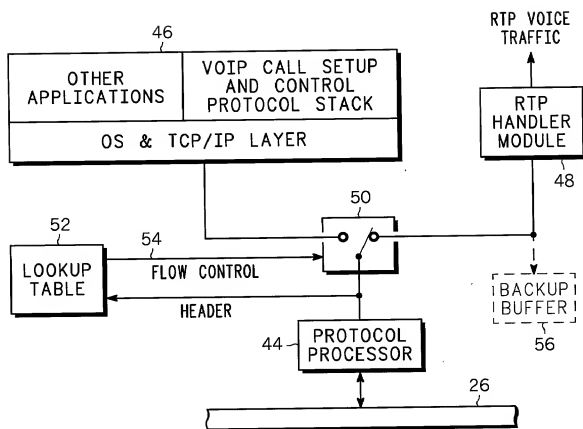 46
RTP VOICE
TRAFFIC
OTHER
APPLICATIONS
VOIP CALL SETUP
AND CONTROL
PROTOCOL STACK
OS & TCP/IP LAYER
RTP
HANDLER
MODULE
48
50
52
54
LOOKUP
TABLE
FLOW CONTROL
HEADER
BACKUP
BUFFER
56
44
PROTOCOL
PROCESSOR
26